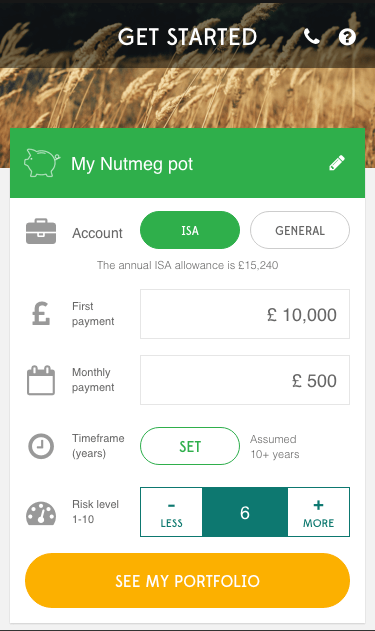 GET STARTED
My Nutmeg pot
Account
ISA
GENERAL
The annual ISA allowance is £15,240
First
payment
£ 10,000
Monthly
payment
£ 500
Timeframe
(years)
SET
Assumed
10+ years
Risk level
1-10
-
LESS
6
+
MORE
SEE MY PORTFOLIO